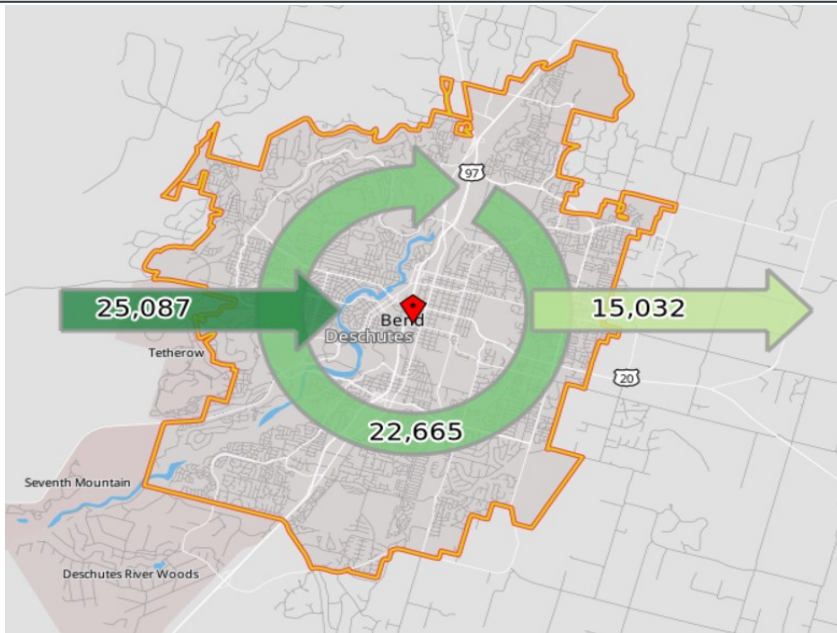 97
25,087
15,032
Bend
Deschutes
Tetherow
20
22,665
Seventh Mountain
Deschutes River Woods